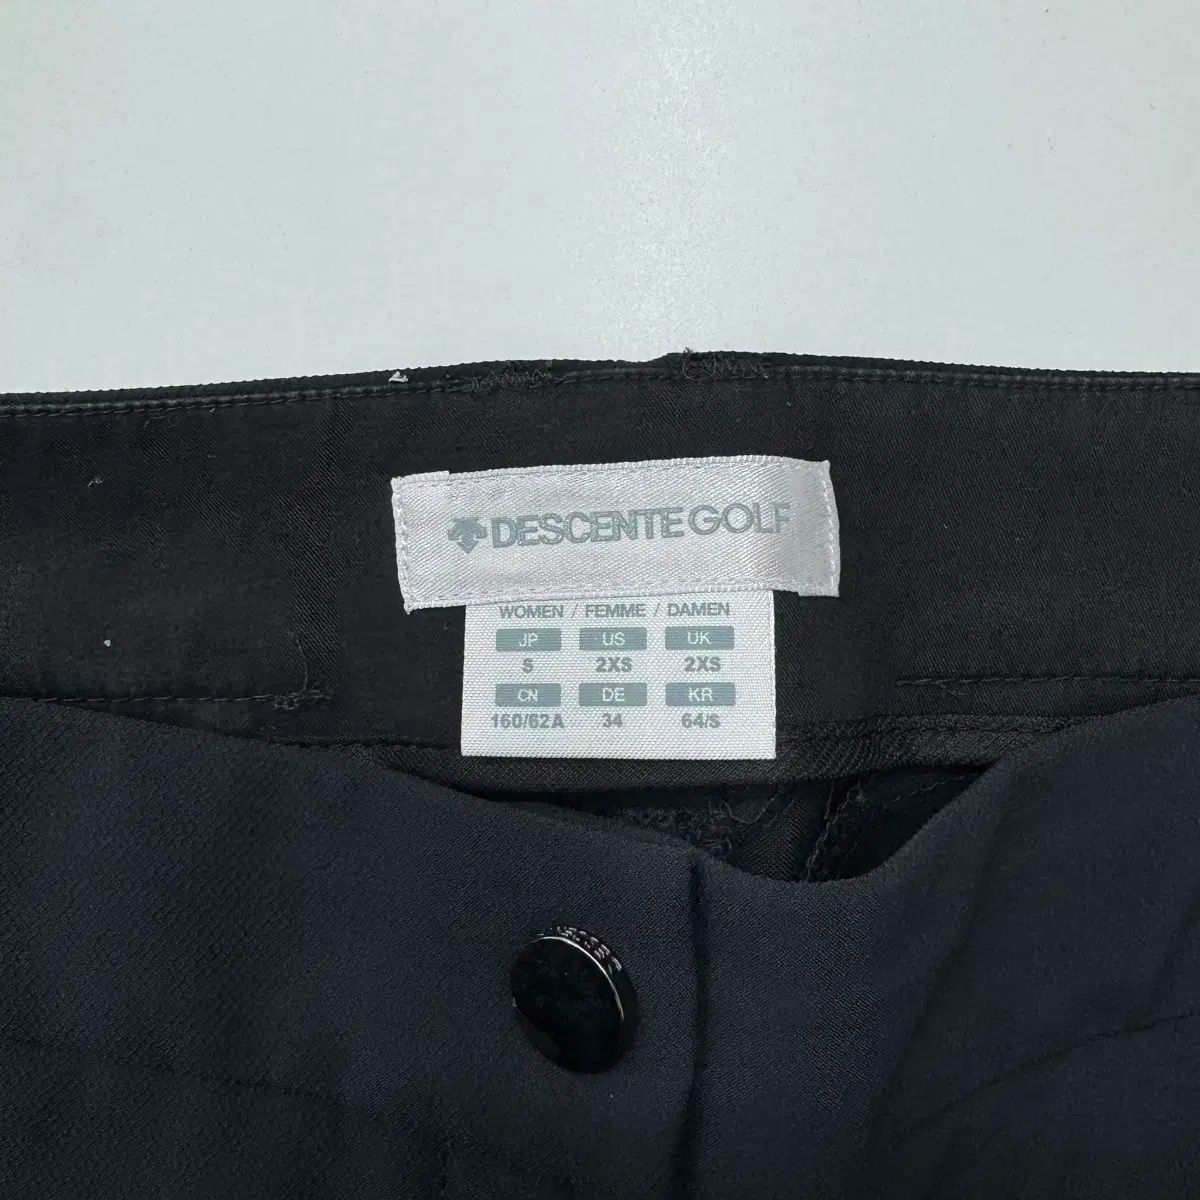 DESCENTE GOLF
WOMEN / FEMME / DAMEN
JP US UK
S 2XS 2XS
CN DE KR
160/62A 34 64/S